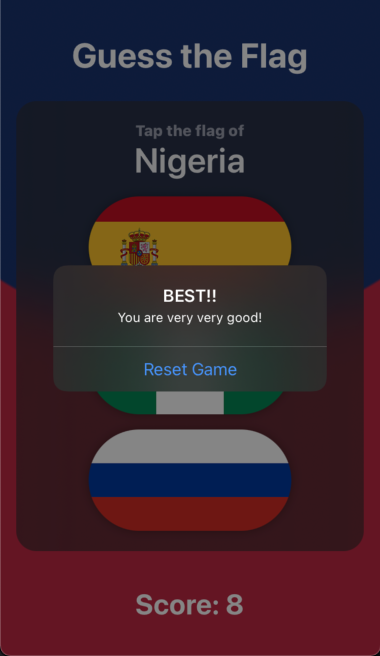 Guess the Flag
Tap the flag of
Nigeria
BEST!!
You are very very good!
Reset Game
Score: 8